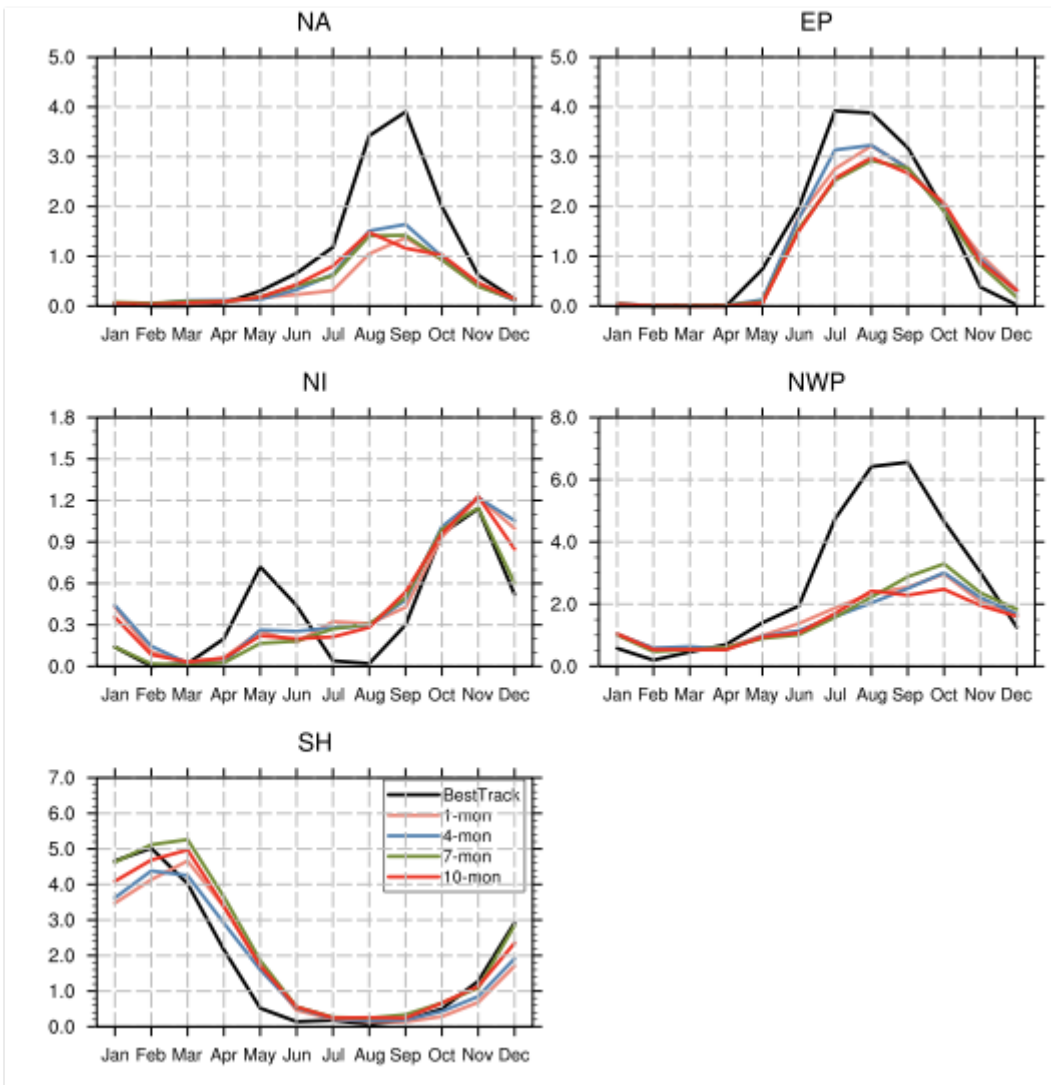 NA
5.0
4.0
3.0
2.0
1.0
0.0
Jan Feb Mar Apr May Jun Jul Aug Sep Oct Nov Dec
EP
5.0
4.0
3.0
2.0
1.0
0.0
Jan Feb Mar Apr May Jun Jul Aug Sep Oct Nov Dec
NI
1.8
1.5
1.2
0.9
0.6
0.3
0.0
Jan Feb Mar Apr May Jun Jul Aug Sep Oct Nov Dec
NWP
8.0
6.0
4.0
2.0
0.0
Jan Feb Mar Apr May Jun Jul Aug Sep Oct Nov Dec
SH
7.0
6.0
5.0
4.0
3.0
2.0
1.0
0.0
Jan Feb Mar Apr May Jun Jul Aug Sep Oct Nov Dec
BestTrack
1-mon
4-mon
7-mon
10-mon